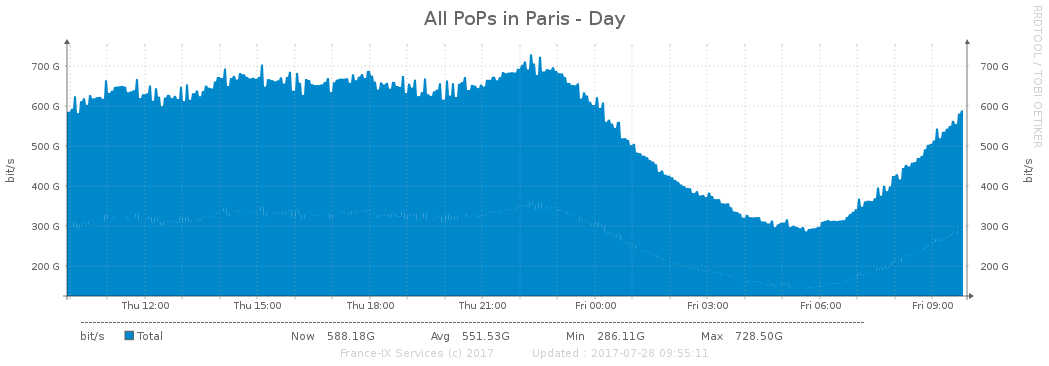 All PoPs in Paris - Day
RRDTOOL / TOBI OETIKER
bit/s
700 G
600 G
500 G
400 G
300 G
200 G
700 G
600 G
500 G
400 G
300 G
200 G
bit/s
Thu 12:00 Thu 15:00 Thu 18:00 Thu 21:00 Fri 00:00 Fri 03:00 Fri 06:00 Fri 09:00
bit/s Total Now 588.18G Avg 551.53G Min 286.11G Max 728.50G
France-IX Services (c) 2017 Updated : 2017-07-28 09:55:11